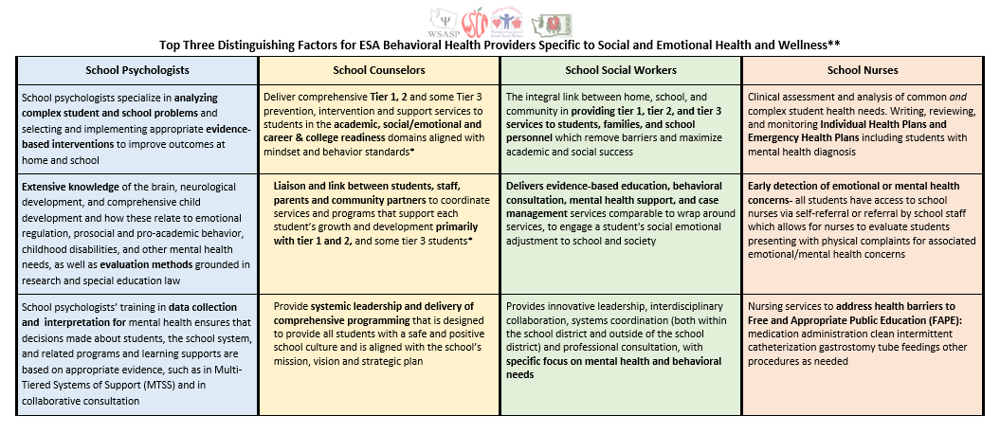 WSASP
WSCA
Top Three Distinguishing Factors for ESA Behavioral Health Providers Specific to Social and Emotional Health and Wellness**
School Psychologists
School Counselors
School Social Workers
School Nurses
School psychologists specialize in analyzing
complex student and school problems and
selecting and implementing appropriate evidence-
based interventions to improve outcomes at
home and school
Deliver comprehensive Tier 1, 2 and some Tier 3
prevention, intervention and support services to
students in the academic, social/emotional and
career & college readiness domains aligned with
mindset and behavior standards*
The integral link between home, school, and
community in providing tier 1, tier 2, and tier 3
services to students, families, and school
personnel which remove barriers and maximize
academic and social success
Clinical assessment and analysis of common and
complex student health needs. Writing, reviewing,
and monitoring Individual Health Plans and
Emergency Health Plans including students with
mental health diagnosis
Extensive knowledge of the brain, neurological
development, and comprehensive child
development and how these relate to emotional
regulation, prosocial and pro-academic behavior,
childhood disabilities, and other mental health
needs, as well as evaluation methods grounded in
research and special education law
Liaison and link between students, staff,
parents and community partners to coordinate
services and programs that support each
student's growth and development primarily
with tier 1 and 2, and some tier 3 students*
Delivers evidence-based education, behavioral
consultation, mental health support, and case
management services comparable to wrap around
services, to engage a student's social emotional
adjustment to school and society
Early detection of emotional or mental health
concerns- all students have access to school
nurses via self-referral or referral by school staff
which allows for nurses to evaluate students
presenting with physical complaints for associated
emotional/mental health concerns
School psychologists' training in data collection
and interpretation for mental health ensures that
decisions made about students, the school system,
and related programs and learning supports are
based on appropriate evidence, such as in Multi-
Tiered Systems of Support (MTSS) and in
collaborative consultation
Provide systemic leadership and delivery of
comprehensive programming that is designed
to provide all students with a safe and positive
school culture and is aligned with the school's
mission, vision and strategic plan
Provides innovative leadership, interdisciplinary
collaboration, systems coordination (both within
the school district and outside of the school
district) and professional consultation, with
specific focus on mental health and behavioral
needs
Nursing services to address health barriers to
Free and Appropriate Public Education (FAPE):
medication administration clean intermittent
catheterization gastrostomy tube feedings other
procedures as needed